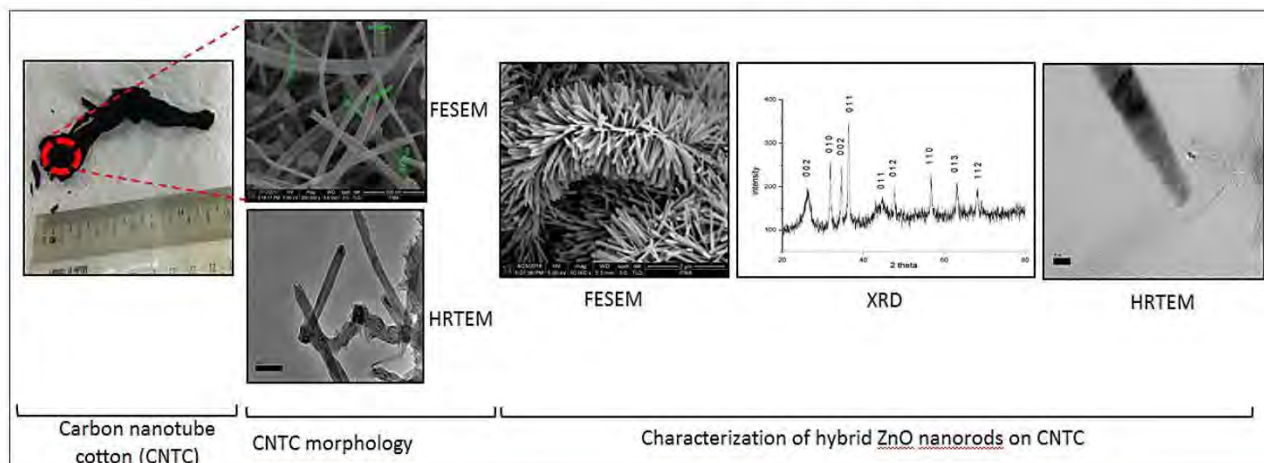 FESEM
HRTEM
400
300
200
100
intensity
002
010
002
011
011
012
110
013
112
20
40
60
80
2 theta
FESEM
XRD
HRTEM
Carbon nanotube
cotton (CNTC)
CNTC morphology
Characterization of hybrid ZnO nanorods on CNTC